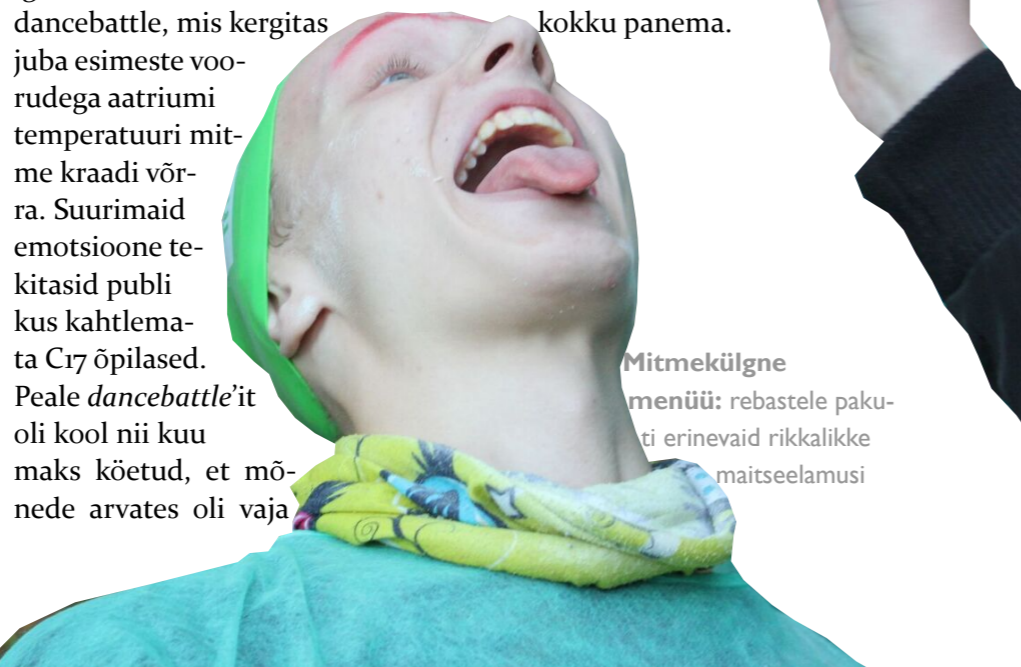 dancebattle, mis kergitas
juba esimeste voo-
rudega aatriumi
temperatuuri mit-
me kraadi võr-
ra. Suurimaid
emotsioone te-
kitasid publi
kus kahtlema-
ta C17 õpilased.
Peale dancebattle'it
oli kool nii kuu
maks köetud, et mõ-
nede arvates oli vaja
kokku panema.
Mitmekülgne
menüü: rebastele paku-
ti erinevaid rikkalikke
maitseelamusi